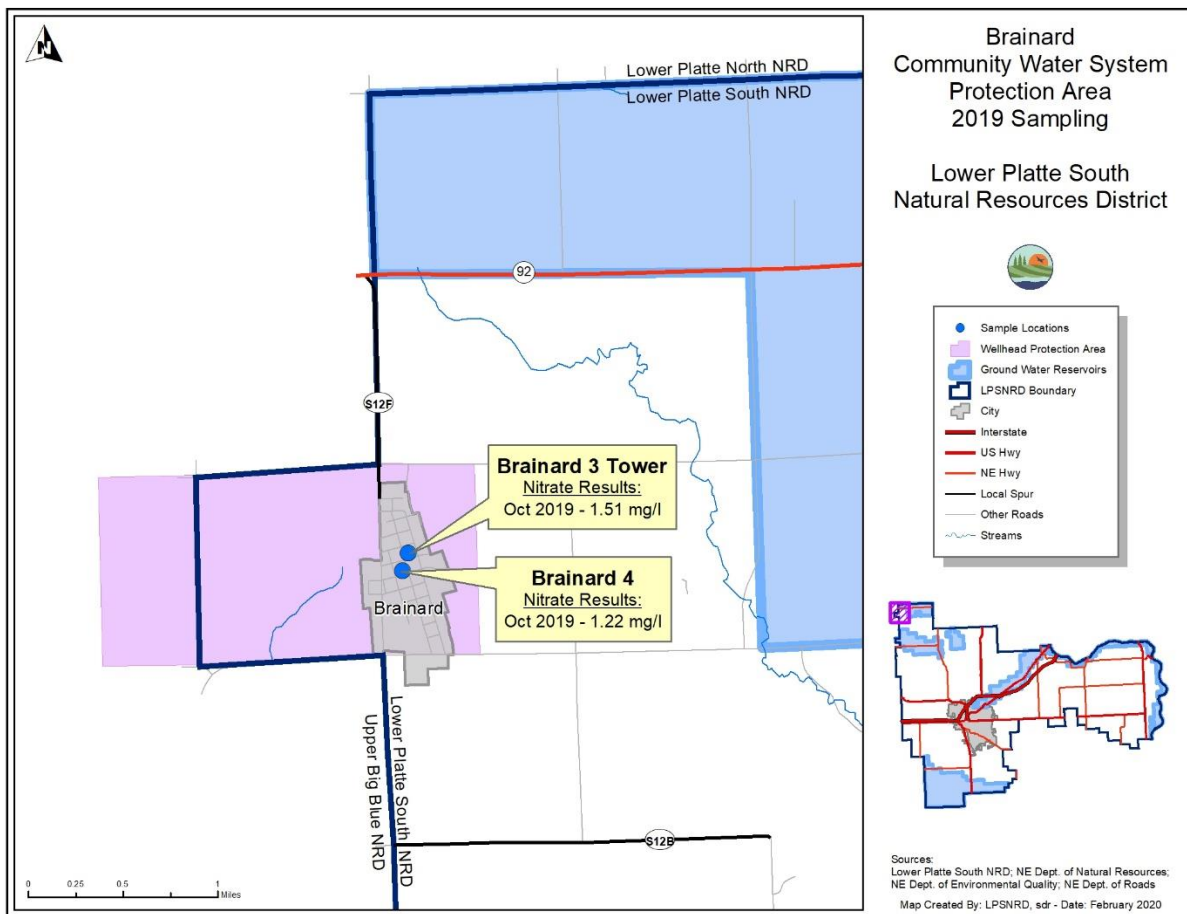 N
Brainard
Community Water System
Protection Area
2019 Sampling
Lower Platte South
Natural Resources District
Lower Platte North NRD
Lower Platte South NRD
92
S12F
Brainard 3 Tower
Nitrate Results:
Oct 2019 - 1.51 mg/l
Brainard 4
Nitrate Results:
Oct 2019 - 1.22 mg/l
Brainard
Lower Platte South NRD
Upper Big Blue NRD
S12B
0 0.25 0.5 1
Miles
Sample Locations
Wellhead Protection Area
Ground Water Reservoirs
LPSNRD Boundary
City
Interstate
US Hwy
NE Hwy
Local Spur
Other Roads
Streams
Sources:
Lower Platte South NRD; NE Dept. of Natural Resources;
NE Dept. of Environmental Quality; NE Dept. of Roads
Map Created By: LPSNRD, sdr - Date: February 2020